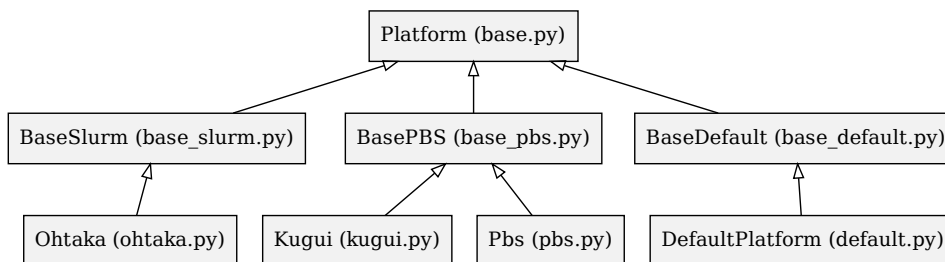 Platform (base.py)
BaseSlurm (base_slurm.py)
BasePBS (base_pbs.py)
BaseDefault (base_default.py)
Ohtaka (ohtaka.py)
Kugui (kugui.py)
Pbs (pbs.py)
DefaultPlatform (default.py)